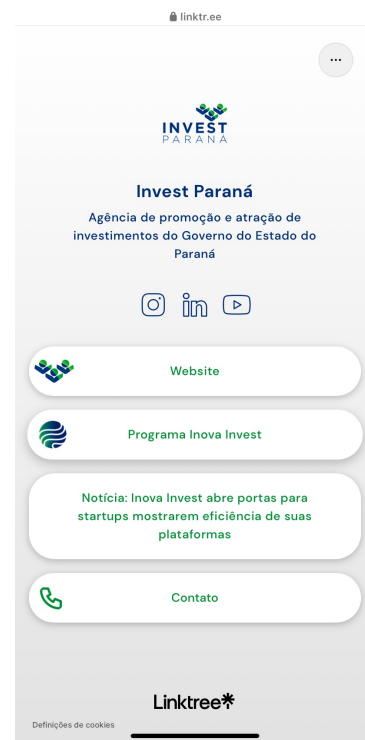 linktr.ee
...
INVEST
PARANÁ
Invest Paraná
Agência de promoção e atração de
investimentos do Governo do Estado do
Paraná
in
Website
Programa Inova Invest
Notícia: Inova Invest abre portas para
startups mostrarem eficiência de suas
plataformas
Contato
Linktree*
Definições de cookies